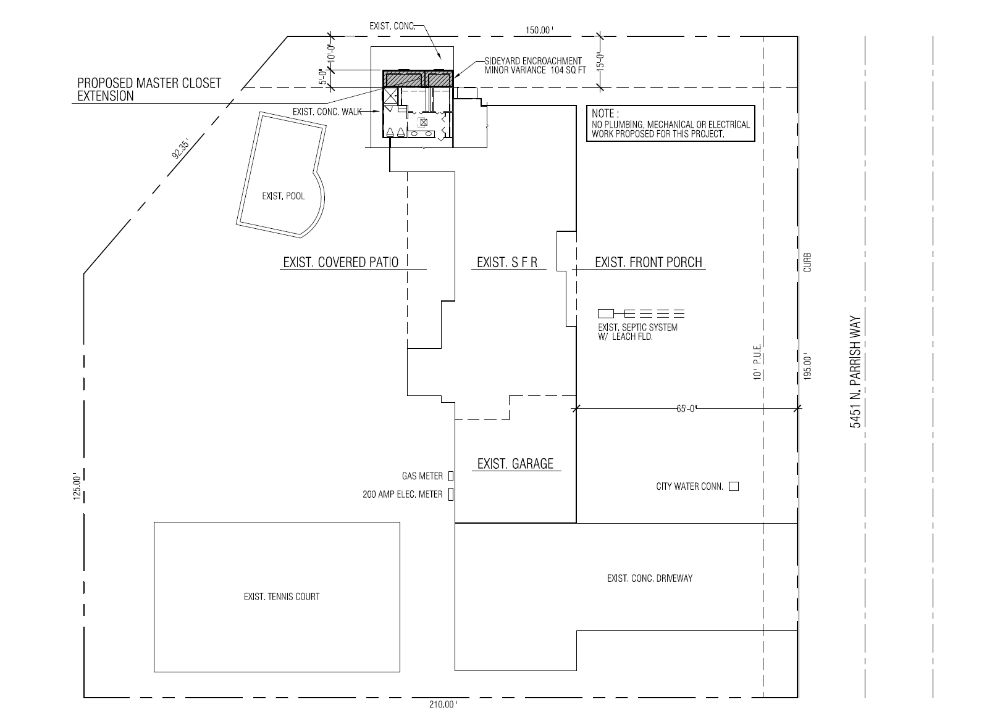 EXIST. CONC.
150.00'
10'-0"
5'-0"
15'-0"
SIDEYARD ENCROACHMENT
MINOR VARIANCE 104 SQ FT
PROPOSED MASTER CLOSET
EXTENSION
EXIST. CONC. WALK
NOTE :
NO PLUMBING, MECHANICAL OR ELECTRICAL
WORK PROPOSED FOR THIS PROJECT.
92.35'
EXIST. POOL
EXIST. COVERED PATIO
EXIST. S F R
EXIST. FRONT PORCH
CURB
EXIST. SEPTIC SYSTEM
W/ LEACH FLD.
10' P.U.E.
195.00'
5451 N. PARRISH WAY
65'-0"
EXIST. GARAGE
GAS METER
200 AMP ELEC. METER
CITY WATER CONN.
125.00'
EXIST. CONC. DRIVEWAY
EXIST. TENNIS COURT
210.00'